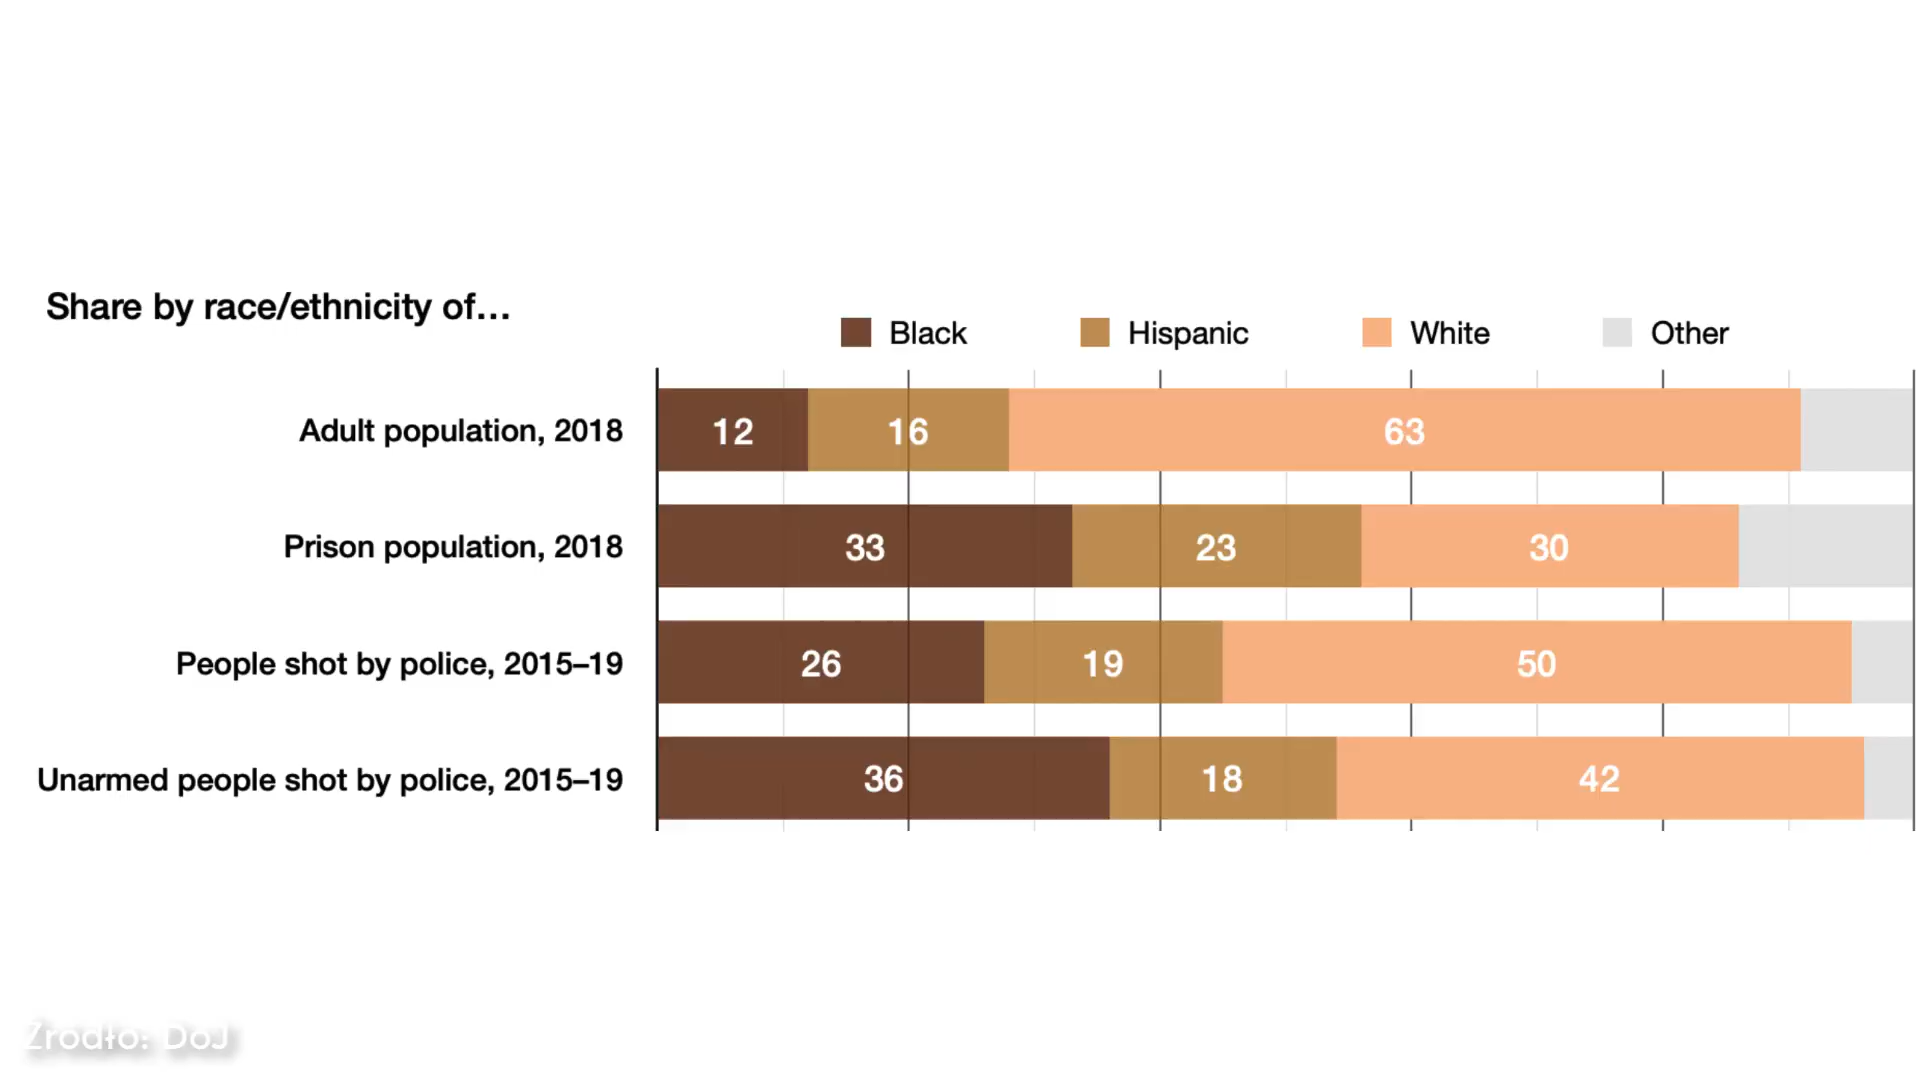 Share by race/ethnicity of...
Black Hispanic White Other
Adult population, 2018 12 16 63
Prison population, 2018 33 23 30
People shot by police, 2015–19 26 19 50
Unarmed people shot by police, 2015–19 36 18 42
Źródło: DoJ